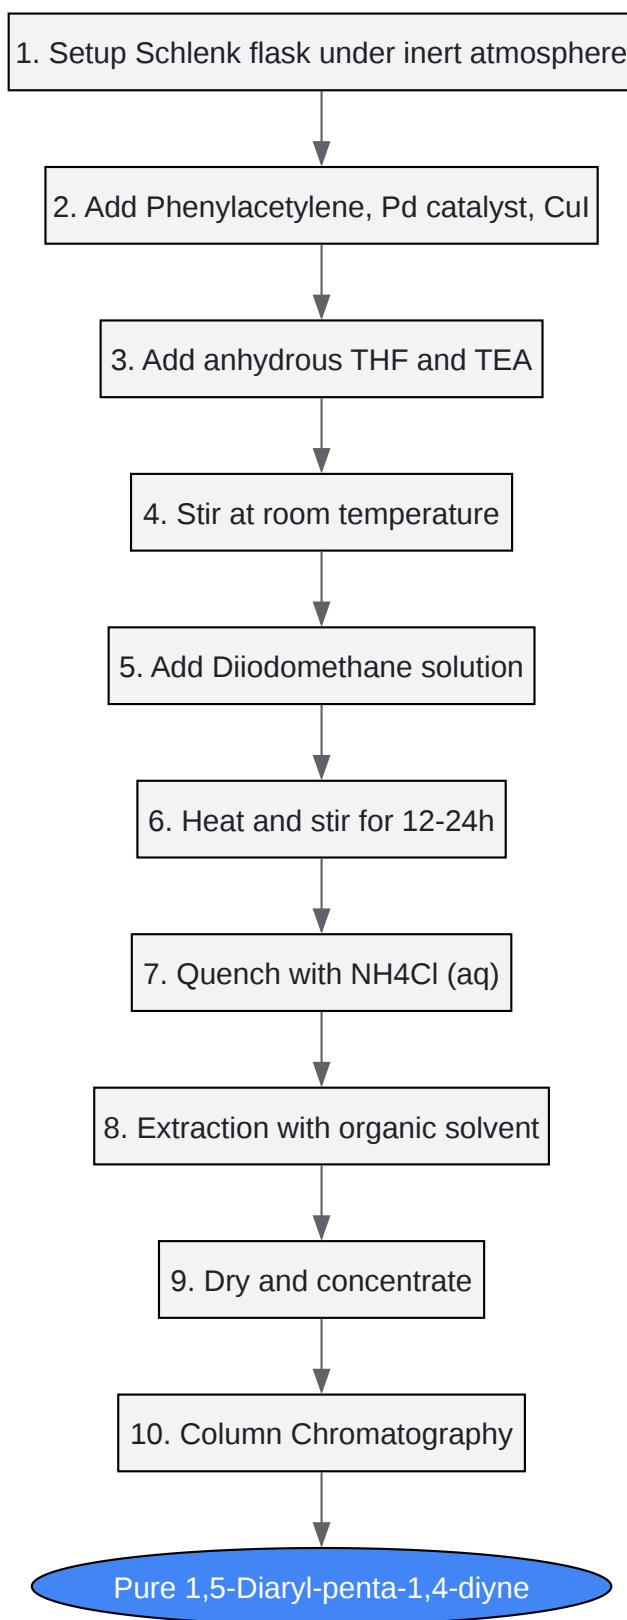 1. Setup Schlenk flask under inert atmosphere
2. Add Phenylacetylene, Pd catalyst, CuI
3. Add anhydrous THF and TEA
4. Stir at room temperature
5. Add Diiodomethane solution
6. Heat and stir for 12-24h
7. Quench with NH4Cl (aq)
8. Extraction with organic solvent
9. Dry and concentrate
10. Column Chromatography
Pure 1,5-Diaryl-penta-1,4-diyne